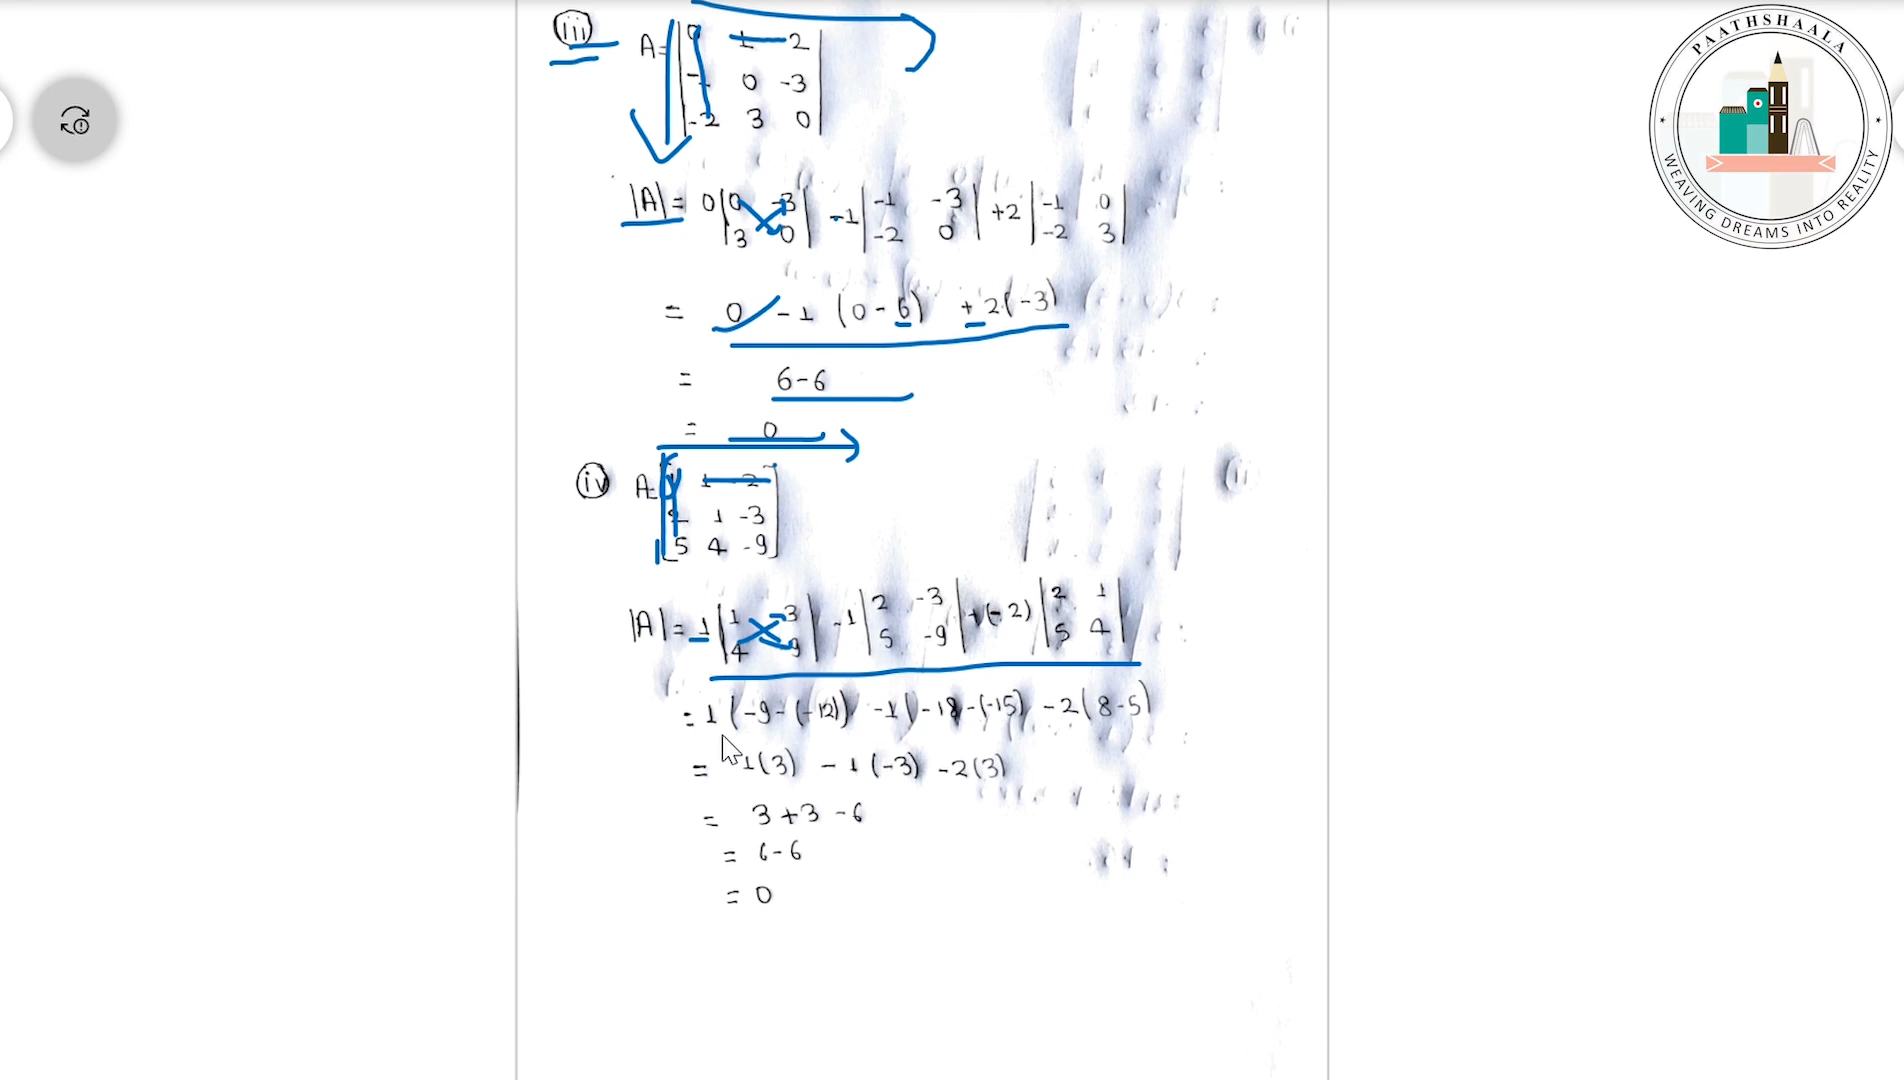 (iii) A= | 0 1 2
-1 0 -3
-2 3 0 |
|A| = 0 | 0 -3 3 0 | -1 | -1 -3 -2 0 | +2 | -1 0 -2 3 |
= 0 - 1 (0 - 6) + 2(-3)
= 6-6
= 0
(iv) A= [ 1 1 -2
2 1 -3
5 4 -9 ]
|A| = 1 | 1 -3 4 -9 | -1 | 2 -3 5 -9 | +(-2) | 2 1 5 4 |
= 1 (-9 - (-12)) -1 (-18 -(-15) -2 (8-5)
= 1(3) - 1 (-3) -2(3)
= 3+3 -6
= 6-6
= 0
PAATHSHAALA
WEAVING DREAMS INTO REALITY